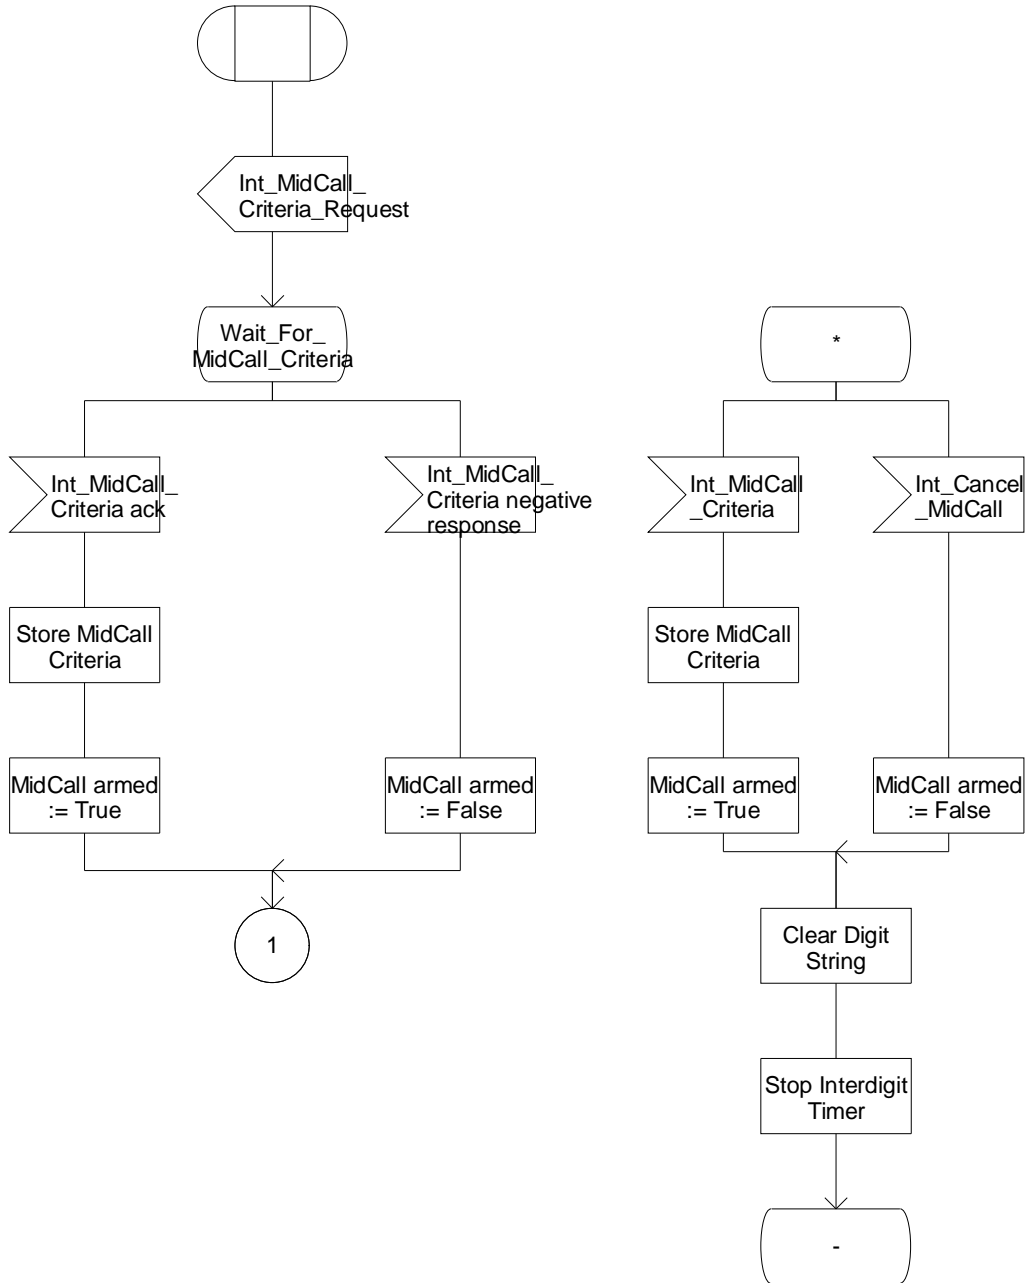 Int_MidCall_
Criteria_Request
Wait_For_
MidCall_Criteria
Int_MidCall_
Criteria ack
Int_MidCall_
Criteria negative
response
Store MidCall
Criteria
MidCall armed
:= True
MidCall armed
:= False
1
*
Int_MidCall
_Criteria
Int_Cancel
_MidCall
Store MidCall
Criteria
MidCall armed
:= True
MidCall armed
:= False
Clear Digit
String
Stop Interdigit
Timer
-